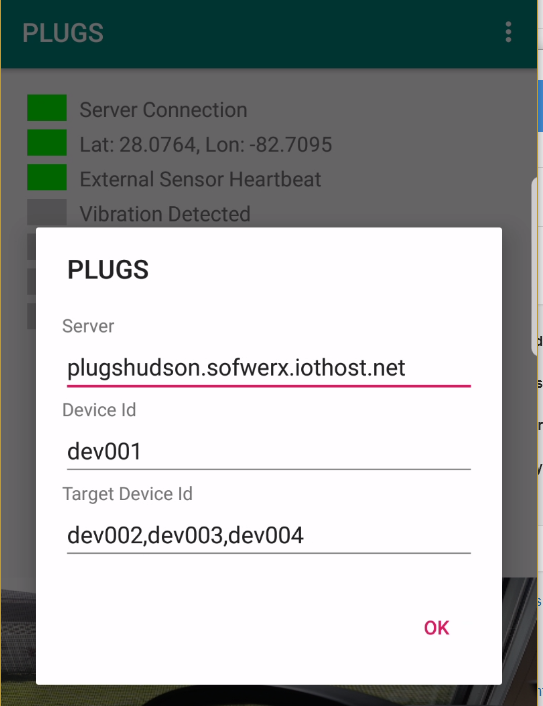 PLUGS
Server Connection
Lat: 28.0764, Lon: -82.7095
External Sensor Heartbeat
Vibration Detected
PLUGS
Server
plugshudson.sofwerx.iothost.net
Device Id
dev001
Target Device Id
dev002,dev003,dev004
OK